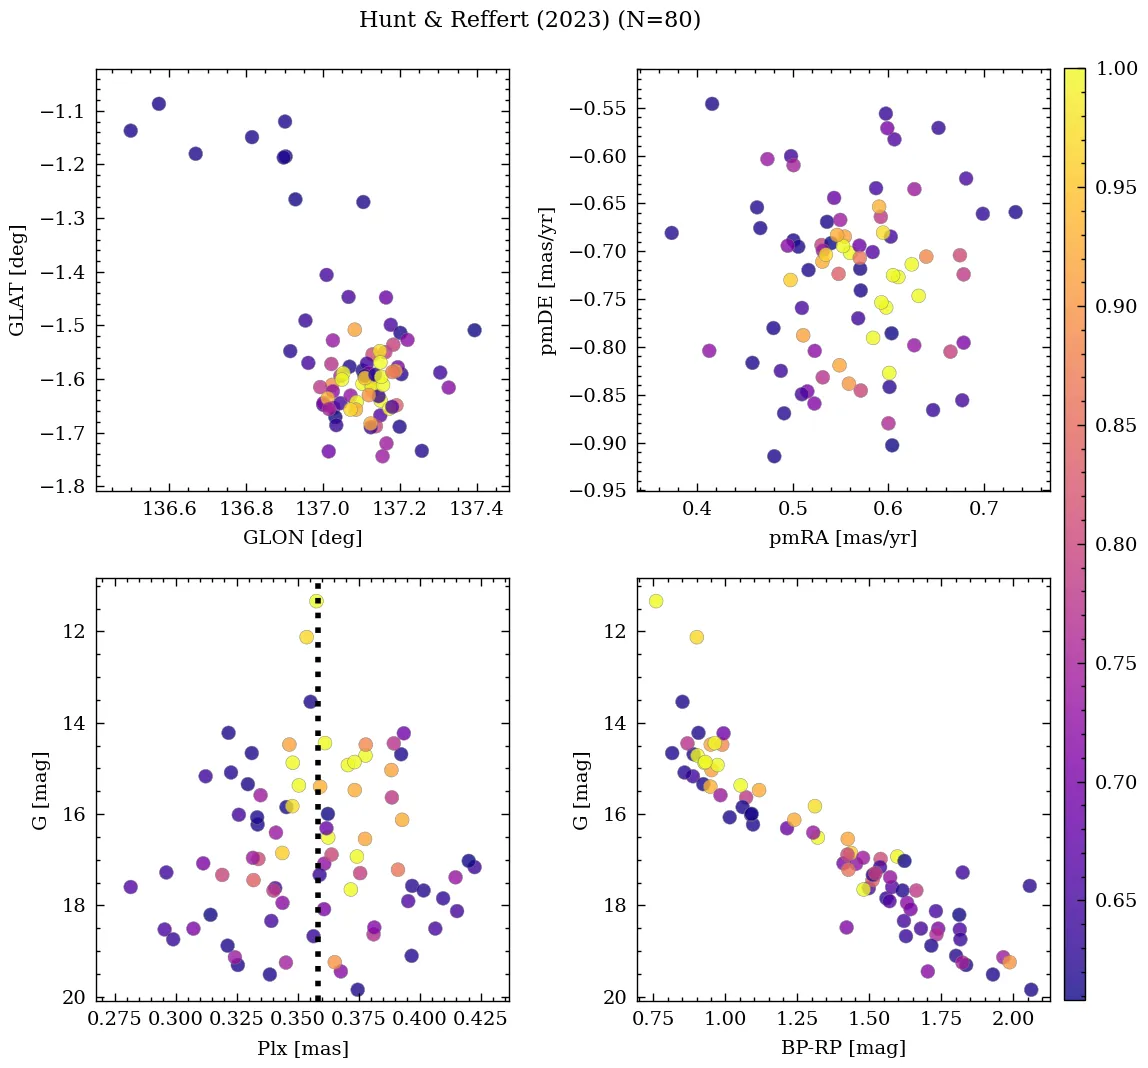 Hunt & Reffert (2023) (N=80)
−1.1
−1.2
−1.3
−1.4
−1.5
−1.6
−1.7
−1.8
GLAT [deg]
136.6 136.8 137.0 137.2 137.4
GLON [deg]
−0.55
−0.60
−0.65
−0.70
−0.75
−0.80
−0.85
−0.90
−0.95
pmDE [mas/yr]
0.4 0.5 0.6 0.7
pmRA [mas/yr]
12
14
16
18
20
G [mag]
0.275 0.300 0.325 0.350 0.375 0.400 0.425
Plx [mas]
12
14
16
18
20
G [mag]
0.75 1.00 1.25 1.50 1.75 2.00
BP-RP [mag]
1.00
0.95
0.90
0.85
0.80
0.75
0.70
0.65